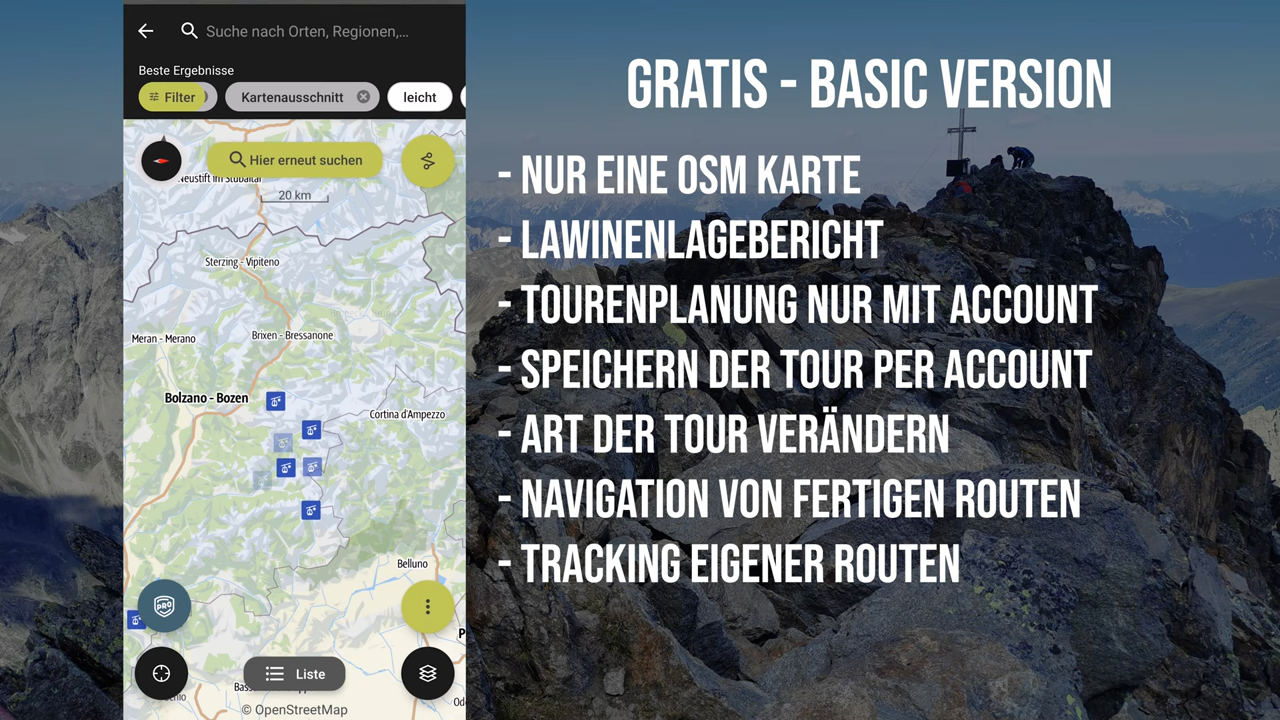 Suche nach Orten, Regionen,...
Beste Ergebnisse
Filter
Kartenausschnitt
leicht
Hier erneut suchen
Neustift im Stubaital
20 km
Sterzing - Vipiteno
Meran - Merano
Brixen - Bressanone
Bolzano - Bozen
Cortina d'Ampezzo
Belluno
PRO
Liste
© OpenStreetMap
GRATIS - BASIC VERSION
- NUR EINE OSM KARTE
- LAWINENLAGEBERICHT
- TOURENPLANUNG NUR MIT ACCOUNT
- SPEICHERN DER TOUR PER ACCOUNT
- ART DER TOUR VERÄNDERN
- NAVIGATION VON FERTIGEN ROUTEN
- TRACKING EIGENER ROUTEN